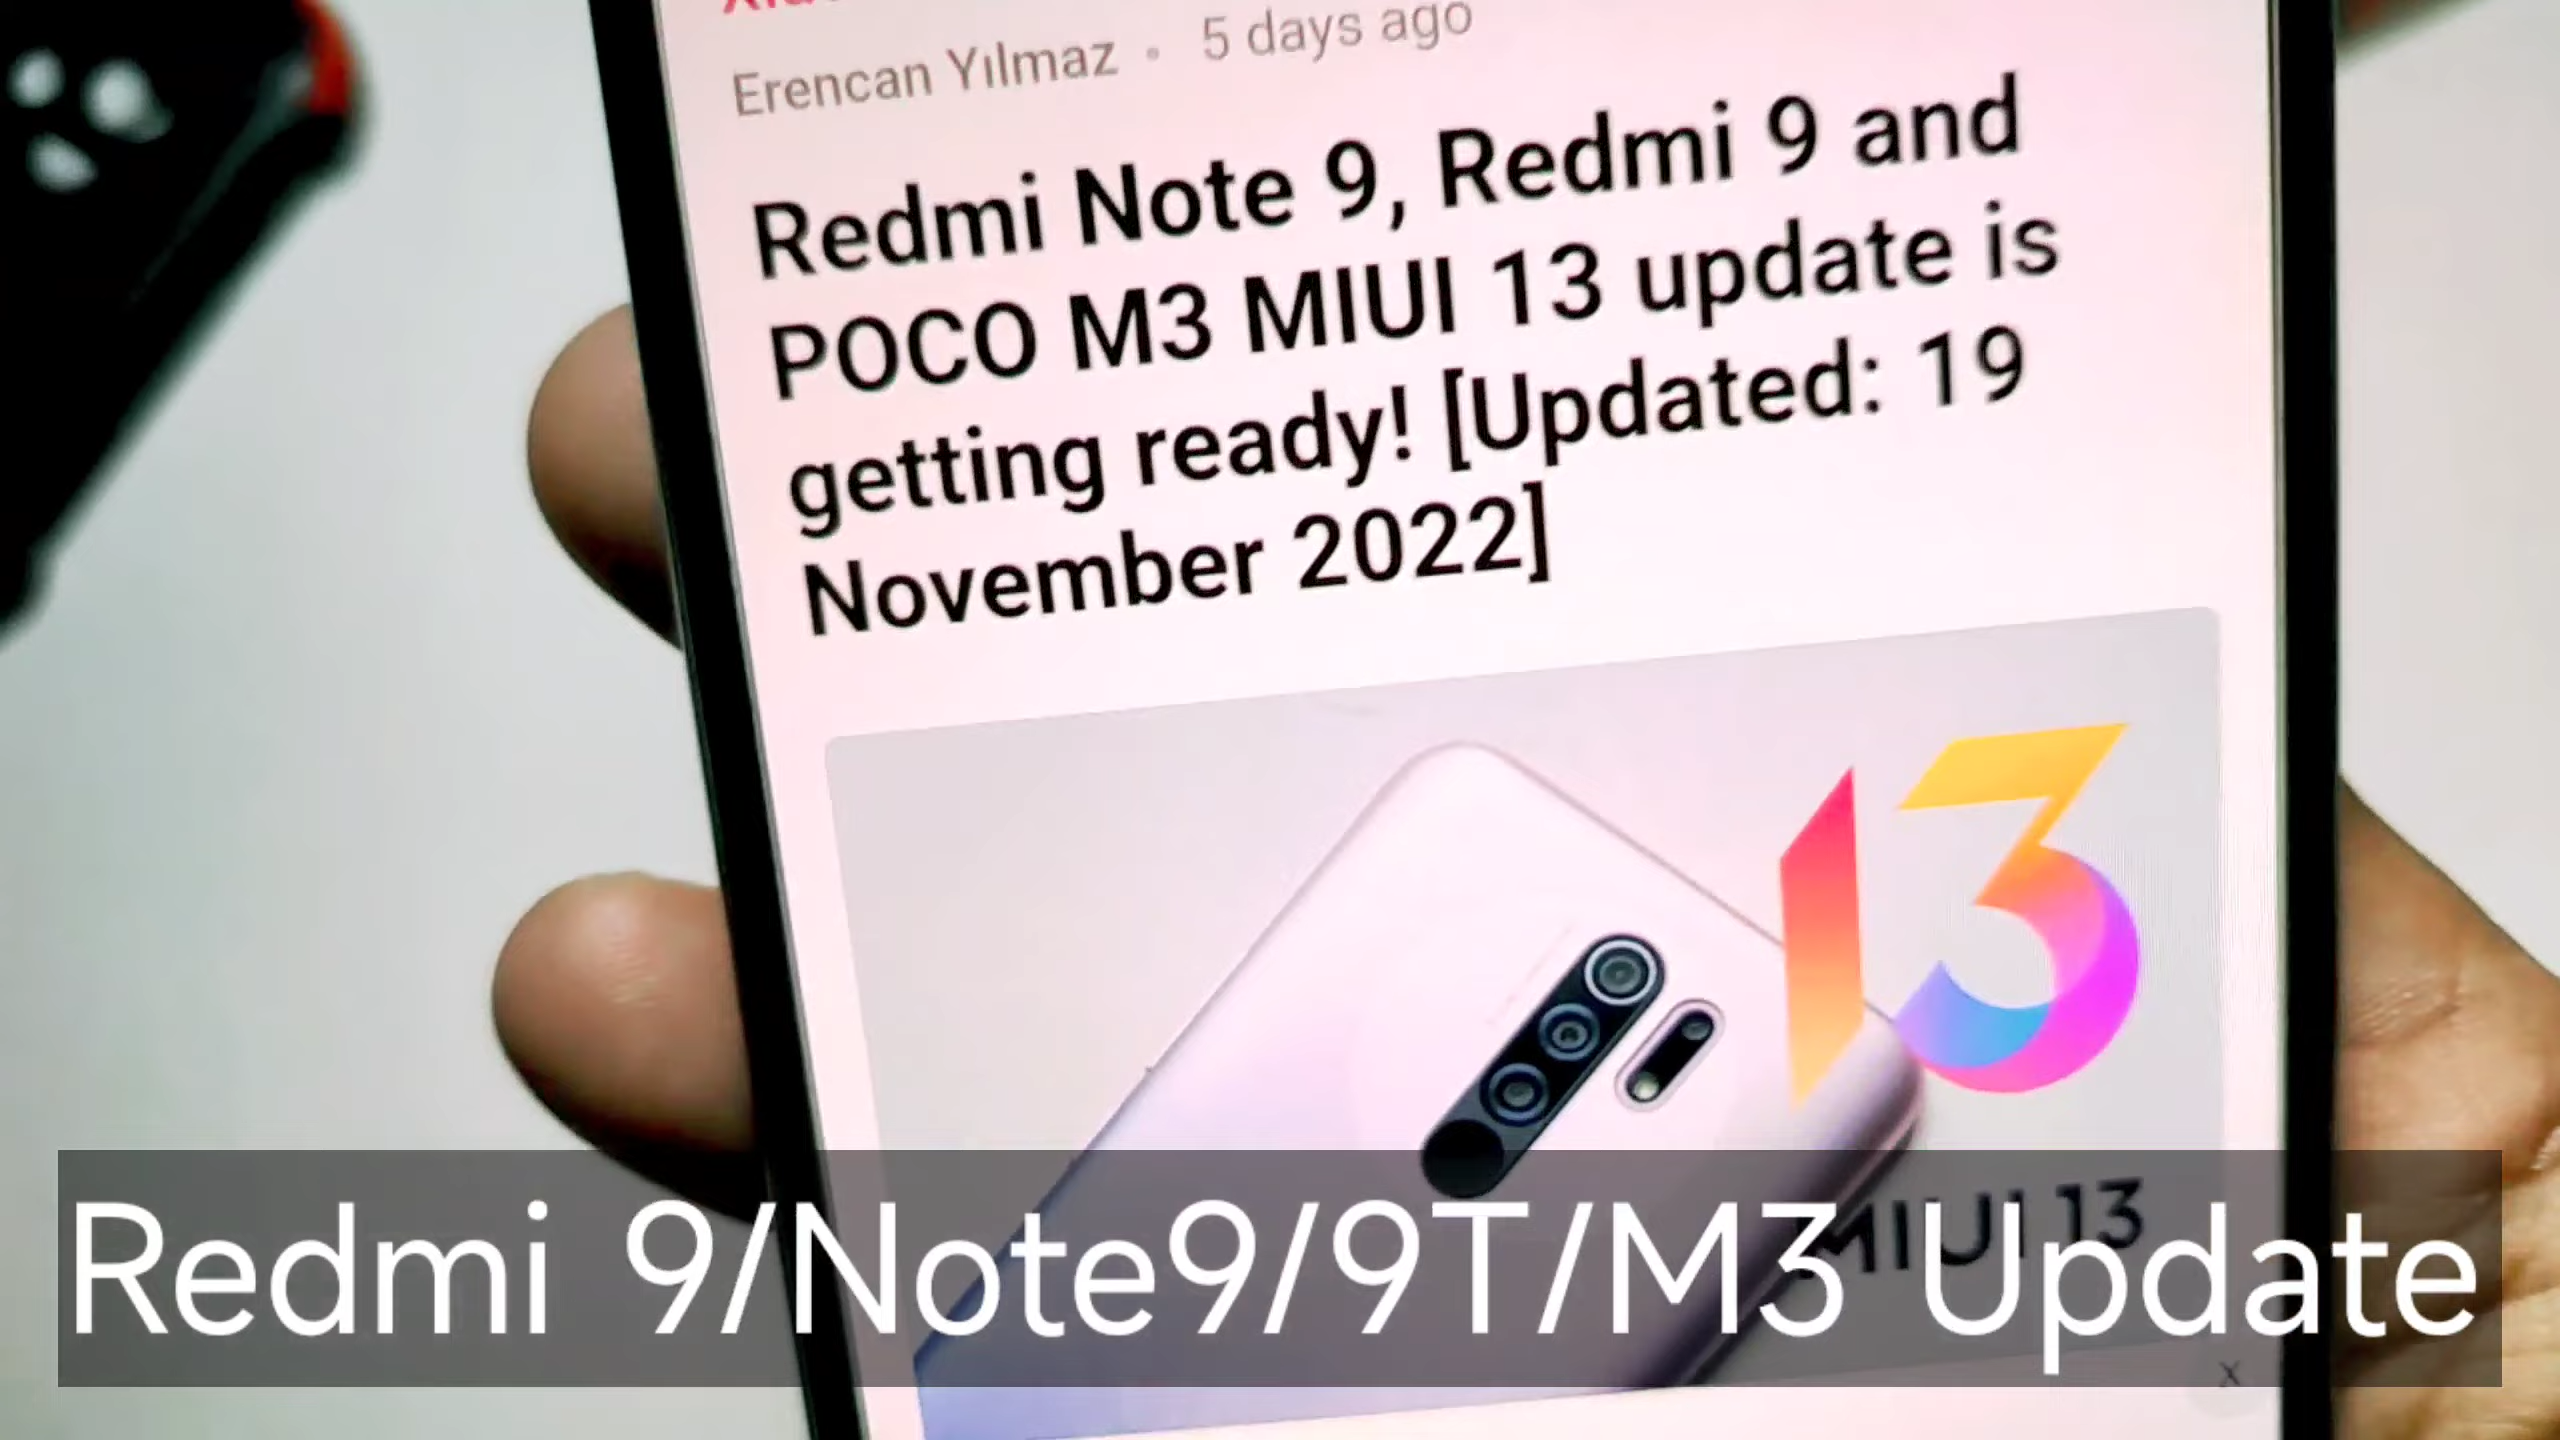 Erencan Yılmaz • 5 days ago
Redmi Note 9, Redmi 9 and
POCO M3 MIUI 13 update is
getting ready! [Updated: 19
November 2022]
13
MIUI 13
Redmi 9/Note9/9T/M3 Update
X